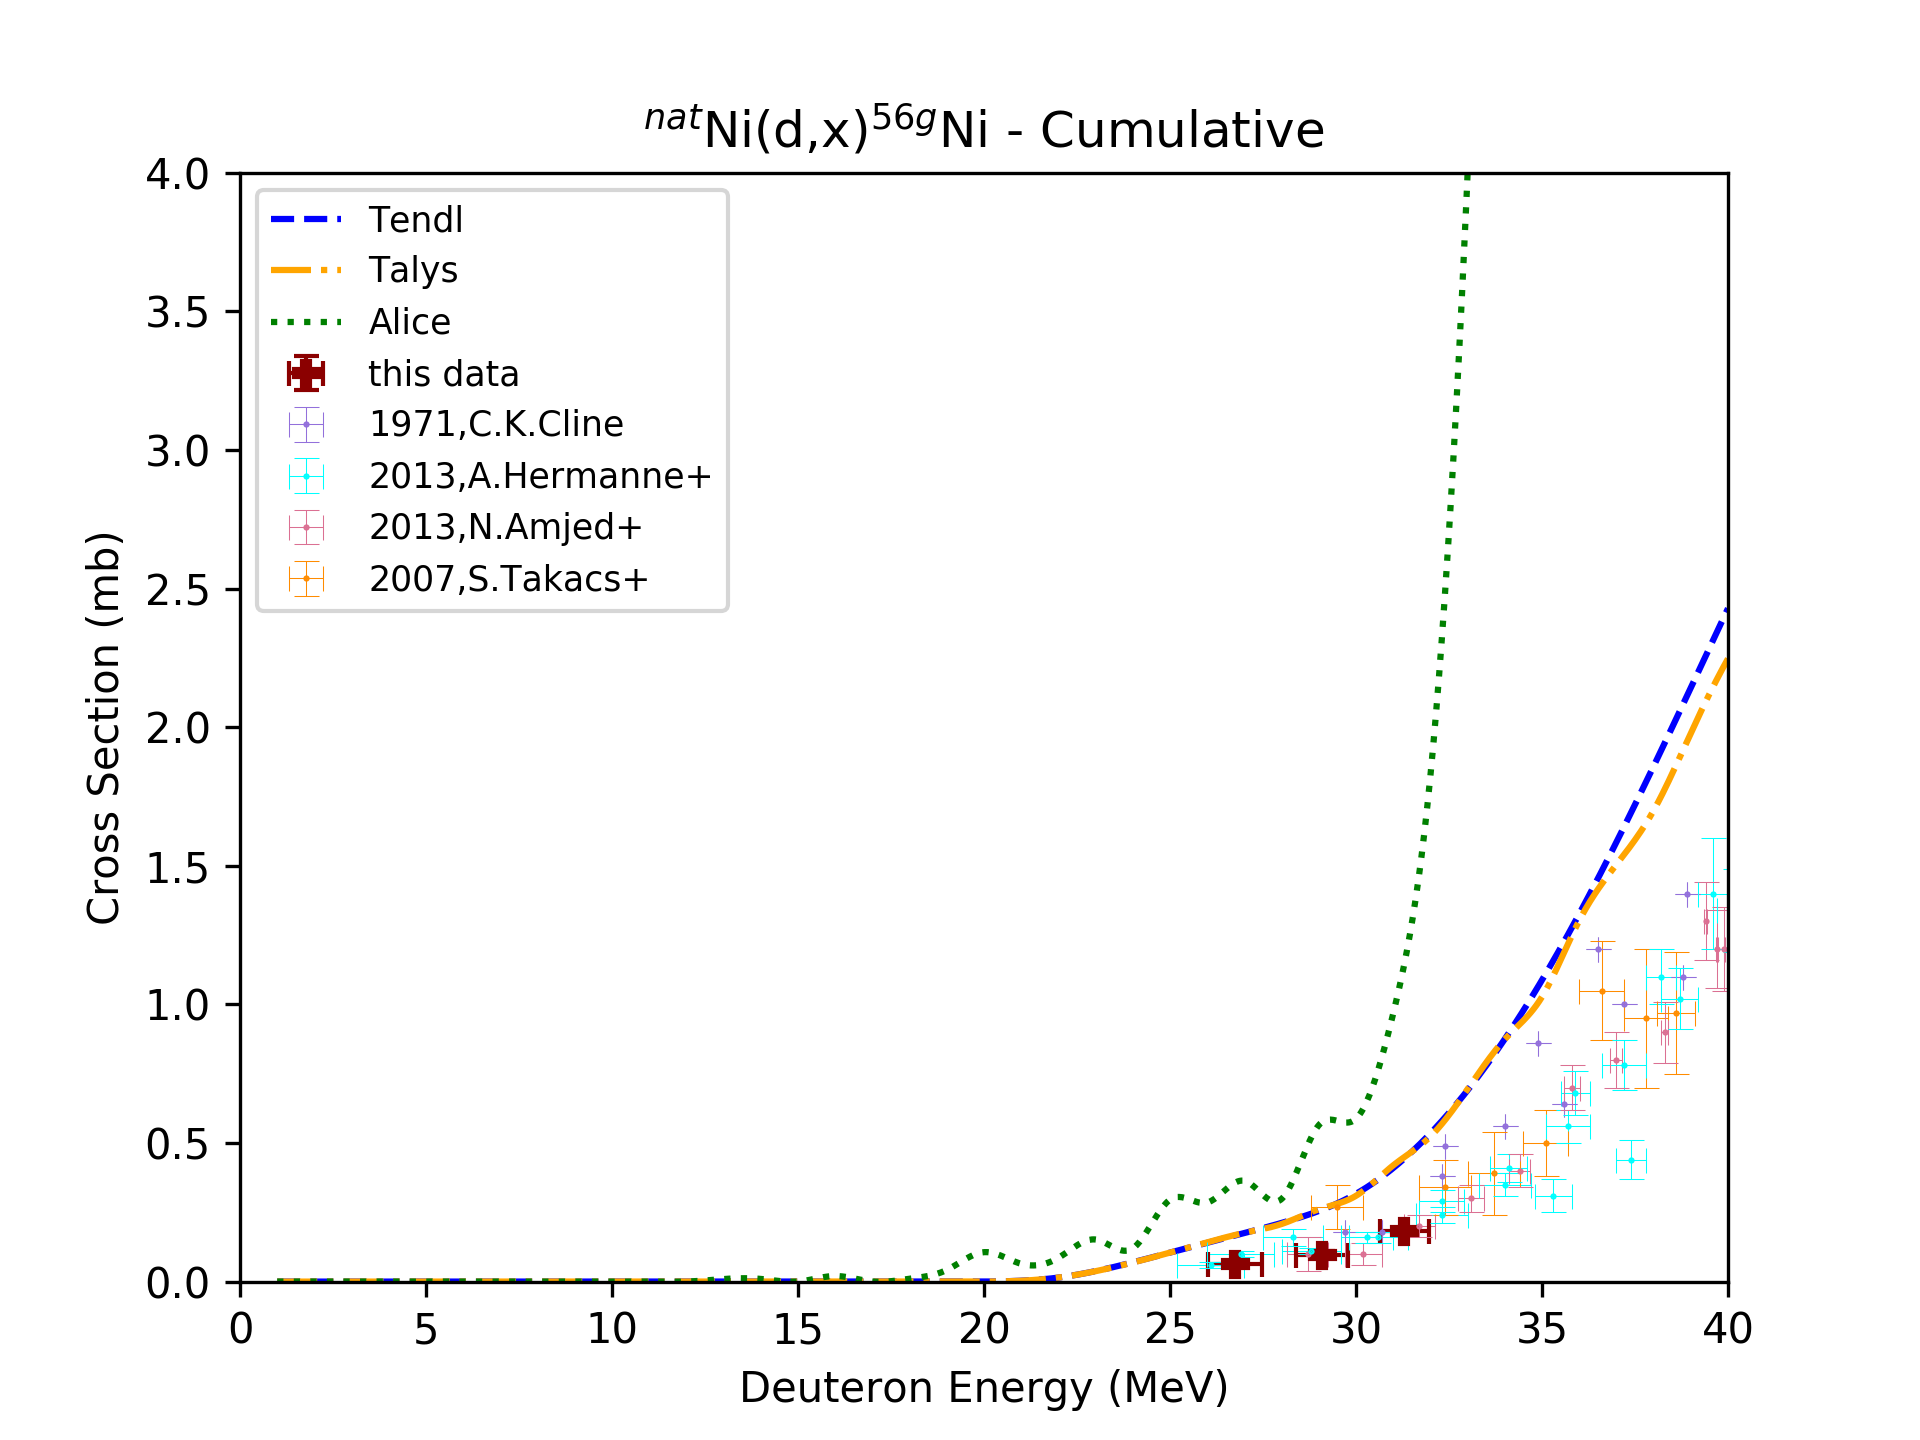 natNi(d,x)56gNi - Cumulative
4.0
3.5
3.0
2.5
2.0
1.5
1.0
0.5
0.0
Cross Section (mb)
Tendl
Talys
Alice
this data
1971,C.K.Cline
2013,A.Hermanne+
2013,N.Amjed+
2007,S.Takacs+
0 5 10 15 20 25 30 35 40
Deuteron Energy (MeV)